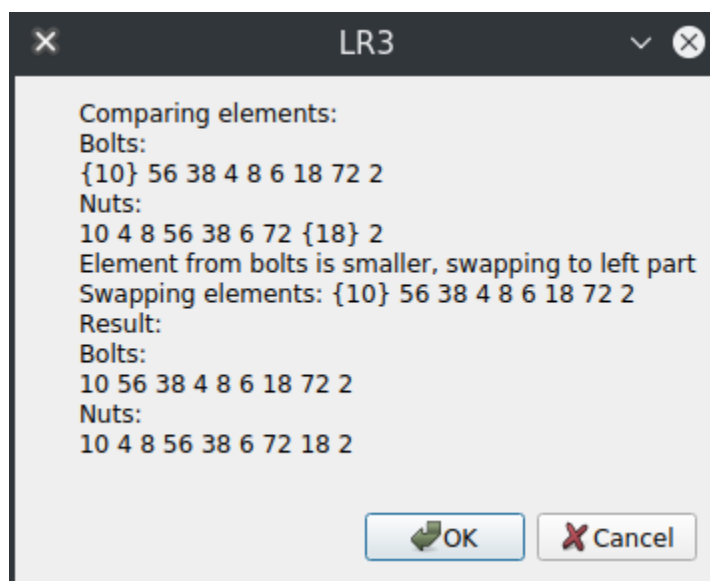 LR3
Comparing elements:
Bolts:
{10} 56 38 4 8 6 18 72 2
Nuts:
10 4 8 56 38 6 72 {18} 2
Element from bolts is smaller, swapping to left part
Swapping elements: {10} 56 38 4 8 6 18 72 2
Result:
Bolts:
10 56 38 4 8 6 18 72 2
Nuts:
10 4 8 56 38 6 72 18 2
OK Cancel